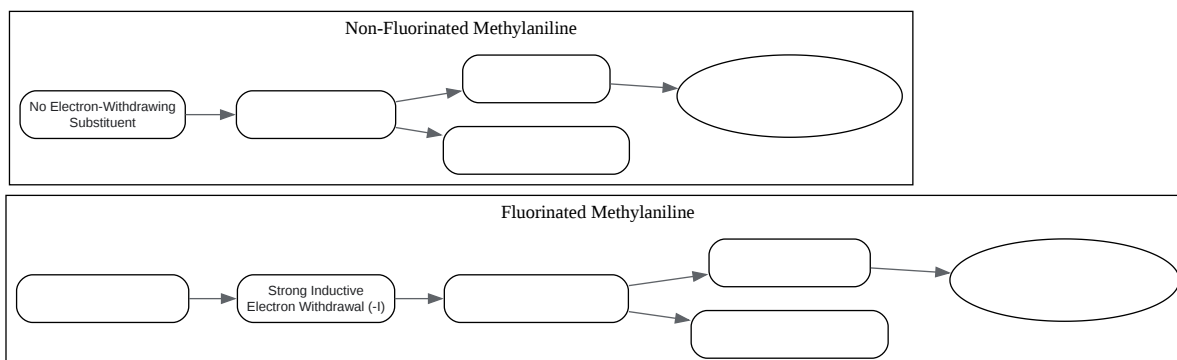 Non-Fluorinated Methylaniline
No Electron-Withdrawing
Substituent
Fluorinated Methylaniline
Strong Inductive
Electron Withdrawal (-I)